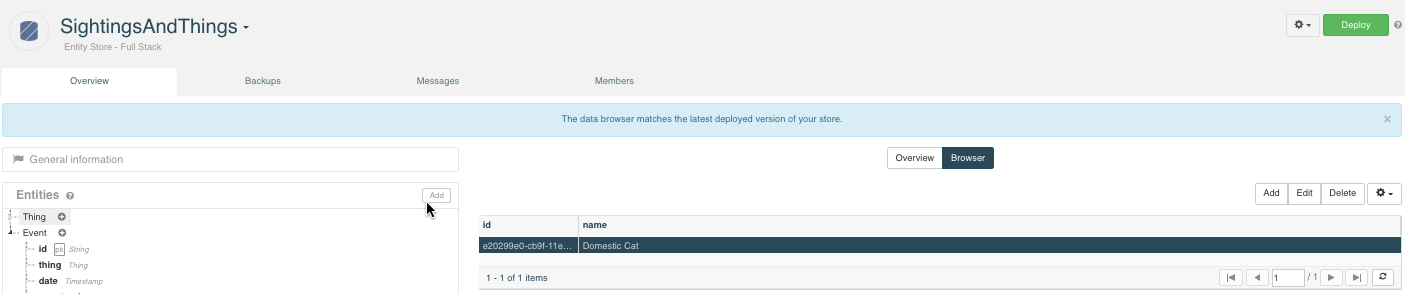 SightingsAndThings
Entity Store - Full Stack
Deploy
Overview Backups Messages Members
The data browser matches the latest deployed version of your store. ×
General information
Overview Browser
Entities Add
Add Edit Delete
Thing
Event
id pk String
thing Thing
date Timestamp
id name
e20299e0-cb9f-11e... Domestic Cat
1 - 1 of 1 items 1 / 1